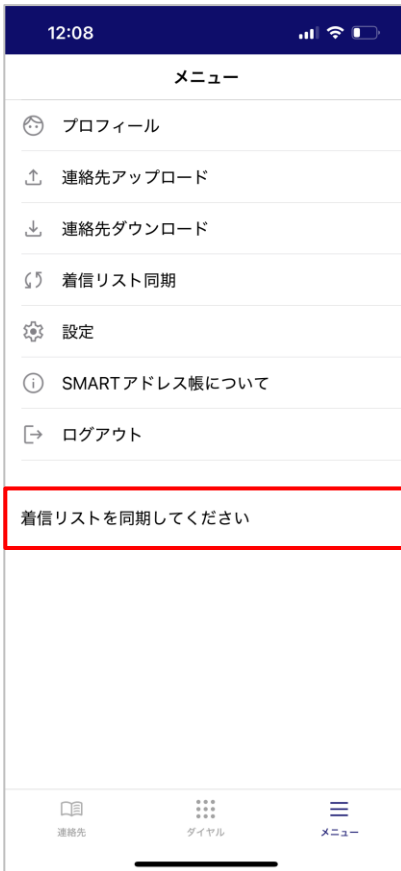 12:08
メニュー
プロフィール
連絡先アップロード
連絡先ダウンロード
着信リスト同期
設定
SMARTアドレス帳について
ログアウト
着信リストを同期してください
連絡先
ダイヤル
メニュー